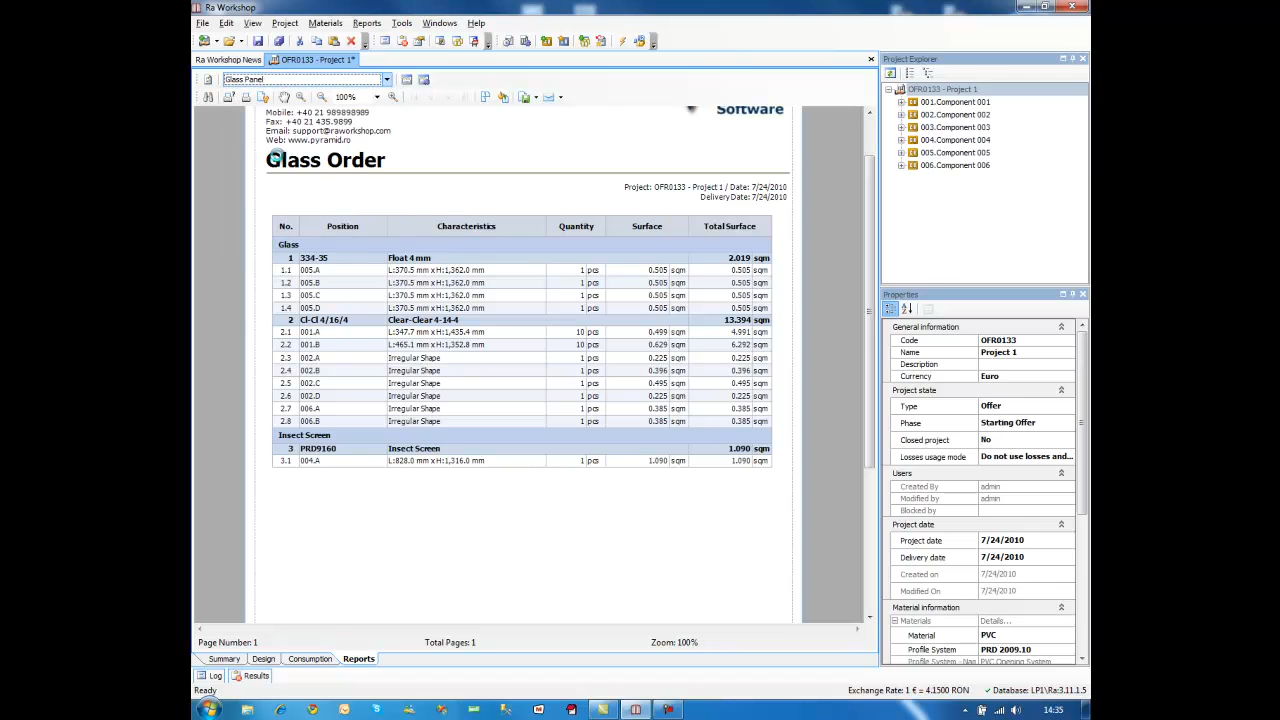 Ra Workshop
File Edit View Project Materials Reports Tools Windows Help
Ra Workshop News OFR0133 - Project 1*
Glass Panel
100%
Mobile: +40 21 989898989
Software
Fax: +40 21 435.9899
Email: support@raworkshop.com
Web: www.pyramid.ro
Glass Order
Project: OFR0133 - Project 1 / Date: 7/24/2010
Delivery Date: 7/24/2010
No. Position Characteristics Quantity Surface Total Surface
Glass
1 334-35 Float 4 mm 2.019 sqm
1.1 005.A L:370.5 mm x H:1,362.0 mm 1 pcs 0.505 sqm 0.505 sqm
1.2 005.B L:370.5 mm x H:1,362.0 mm 1 pcs 0.505 sqm 0.505 sqm
1.3 005.C L:370.5 mm x H:1,362.0 mm 1 pcs 0.505 sqm 0.505 sqm
1.4 005.D L:370.5 mm x H:1,362.0 mm 1 pcs 0.505 sqm 0.505 sqm
2 Cl-Cl 4/16/4 Clear-Clear 4-14-4 13.394 sqm
2.1 001.A L:347.7 mm x H:1,435.4 mm 10 pcs 0.499 sqm 4.991 sqm
2.2 001.B L:465.1 mm x H:1,352.8 mm 10 pcs 0.629 sqm 6.292 sqm
2.3 002.A Irregular Shape 1 pcs 0.225 sqm 0.225 sqm
2.4 002.B Irregular Shape 1 pcs 0.396 sqm 0.396 sqm
2.5 002.C Irregular Shape 1 pcs 0.495 sqm 0.495 sqm
2.6 002.D Irregular Shape 1 pcs 0.225 sqm 0.225 sqm
2.7 006.A Irregular Shape 1 pcs 0.385 sqm 0.385 sqm
2.8 006.B Irregular Shape 1 pcs 0.385 sqm 0.385 sqm
Insect Screen
3 PRD9160 Insect Screen 1.090 sqm
3.1 004.A L:828.0 mm x H:1,316.0 mm 1 pcs 1.090 sqm 1.090 sqm
Page Number: 1 Total Pages: 1 Zoom: 100%
Summary Design Consumption Reports
Log Results
Ready
Project Explorer
OFR0133 - Project 1
001.Component 001
002.Component 002
003.Component 003
004.Component 004
005.Component 005
006.Component 006
Properties
General information
Code OFR0133
Name Project 1
Description
Currency Euro
Project state
Type Offer
Phase Starting Offer
Closed project No
Losses usage mode Do not use losses and...
Users
Created By admin
Modified by admin
Blocked by
Project date
Project date 7/24/2010
Delivery date 7/24/2010
Created on 7/24/2010
Modified On 7/24/2010
Material information
Materials Details...
Material PVC
Profile System PRD 2009.10
Profile System - Nam PVC Opening System
Exchange Rate: 1 € = 4.1500 RON Database: LP1\Ra:3.11.1.5
14:35